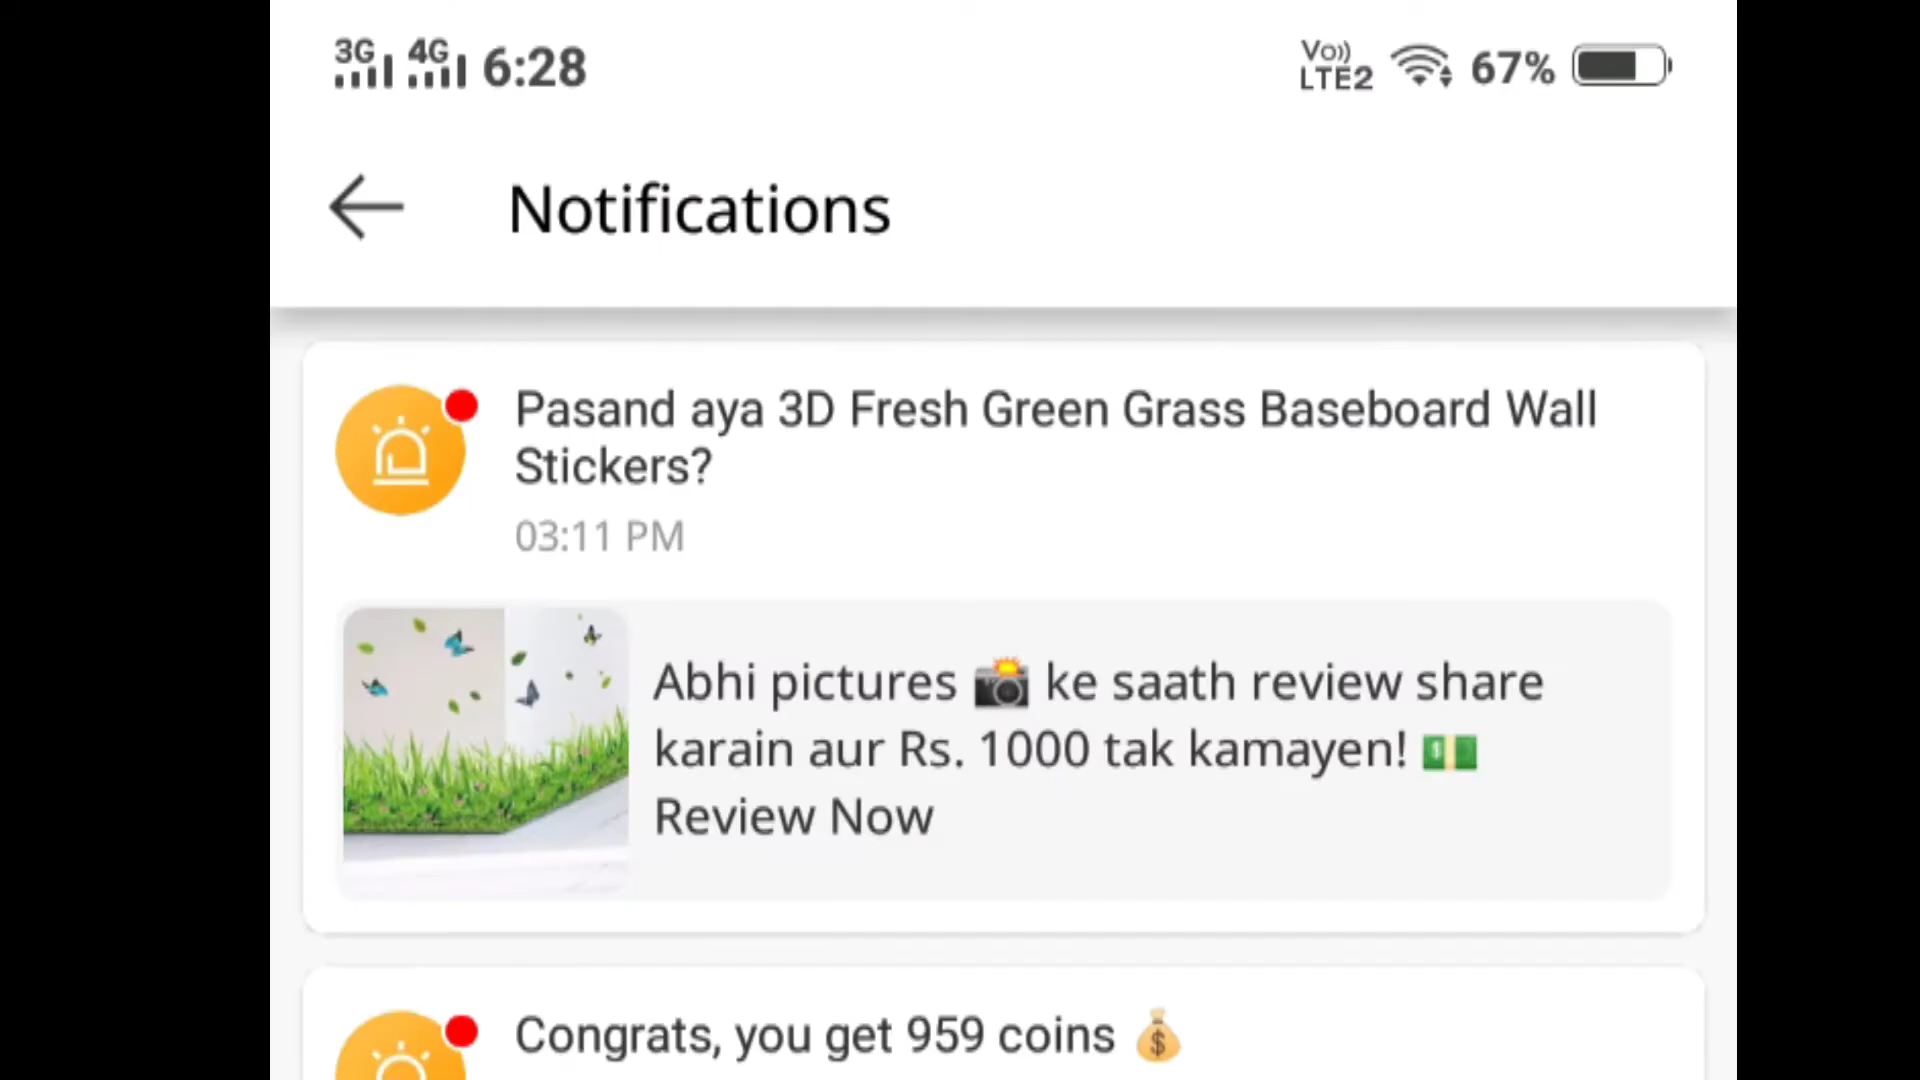 3G 4G 6:28 Vo)) LTE2 67%
Notifications
Pasand aya 3D Fresh Green Grass Baseboard Wall
Stickers?
03:11 PM
Abhi pictures 📸 ke saath review share
karain aur Rs. 1000 tak kamayen! 💵
Review Now
Congrats, you get 959 coins 💰